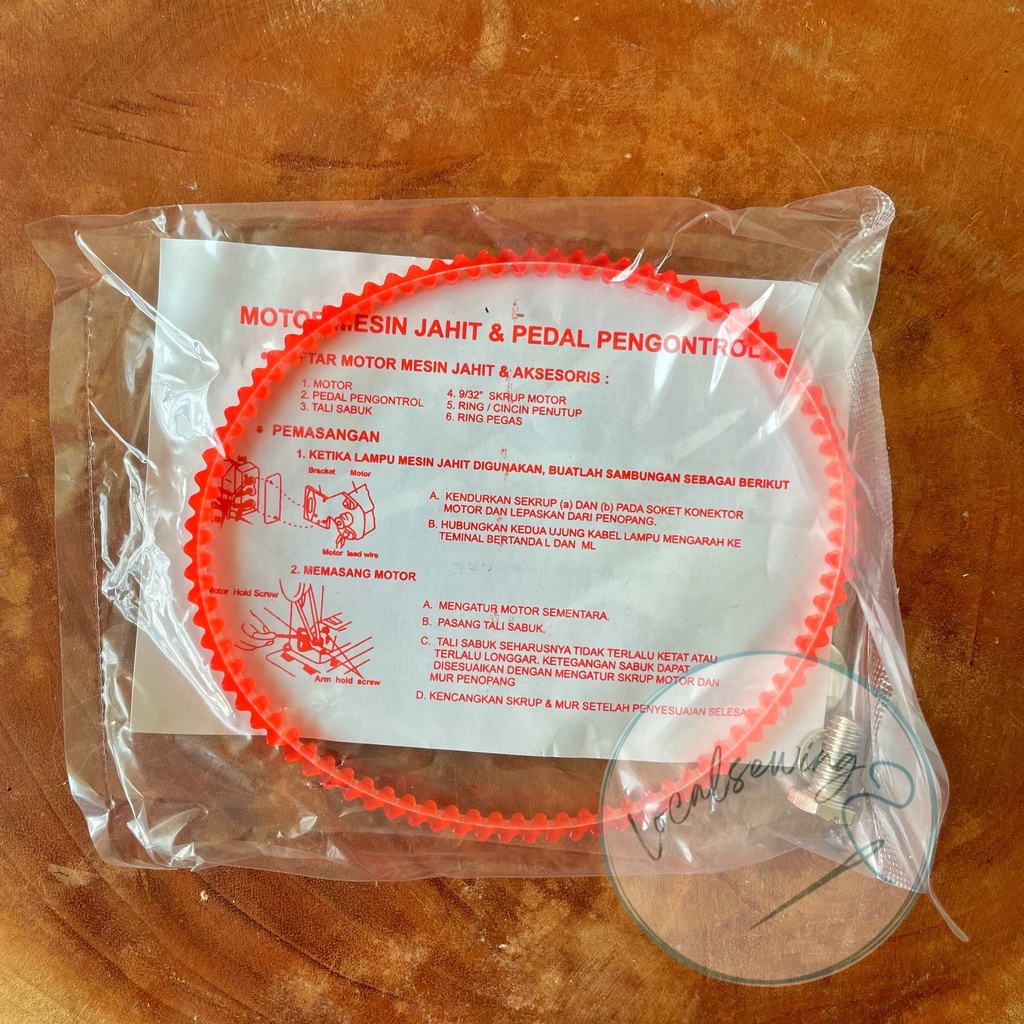 MOTOR MESIN JAHIT & PEDAL PENGONTROL
FTAR MOTOR MESIN JAHIT & AKSESORIS :
1. MOTOR
2. PEDAL PENGONTROL
3. TALI SABUK
4. 9/32" SKRUP MOTOR
5. RING / CINCIN PENUTUP
6. RING PEGAS
• PEMASANGAN
1. KETIKA LAMPU MESIN JAHIT DIGUNAKAN, BUATLAH SAMBUNGAN SEBAGAI BERIKUT
Bracket Motor
Motor lead wire
A. KENDURKAN SEKRUP (a) DAN (b) PADA SOKET KONEKTOR
MOTOR DAN LEPASKAN DARI PENOPANG.
B. HUBUNGKAN KEDUA UJUNG KABEL LAMPU MENGARAH KE
TEMINAL BERTANDA L DAN ML
2. MEMASANG MOTOR
Motor Hold Screw
Arm hold screw
A. MENGATUR MOTOR SEMENTARA.
B. PASANG TALI SABUK.
C. TALI SABUK SEHARUSNYA TIDAK TERLALU KETAT ATAU
TERLALU LONGGAR. KETEGANGAN SABUK DAPAT
DISESUAIKAN DENGAN MENGATUR SKRUP MOTOR DAN
MUR PENOPANG
D. KENCANGKAN SKRUP & MUR SETELAH PENYESUAIAN SELESA
Localsewing